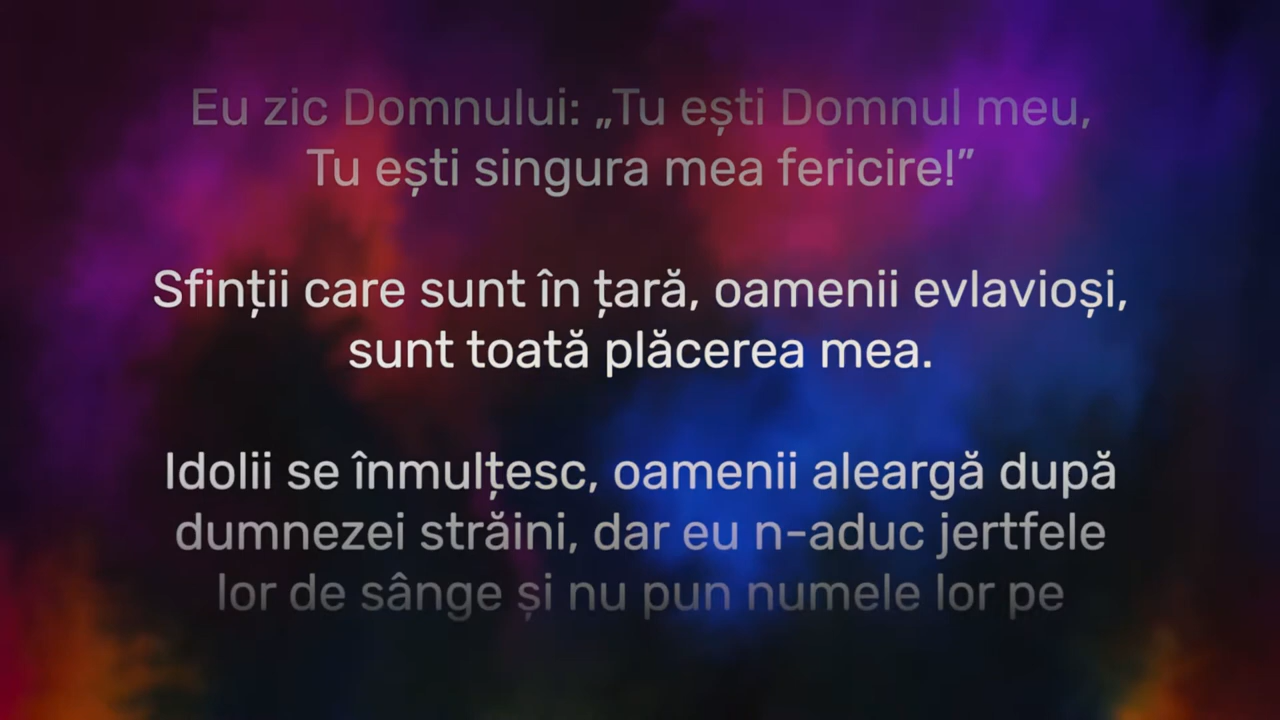 Eu zic Domnului: „Tu ești Domnul meu,
Tu ești singura mea fericire!”
Sfinții care sunt în țară, oamenii evlavioși,
sunt toată plăcerea mea.
Idolii se înmulțesc, oamenii aleargă după
dumnezei străini, dar eu n-aduc jertfele
lor de sânge și nu pun numele lor pe